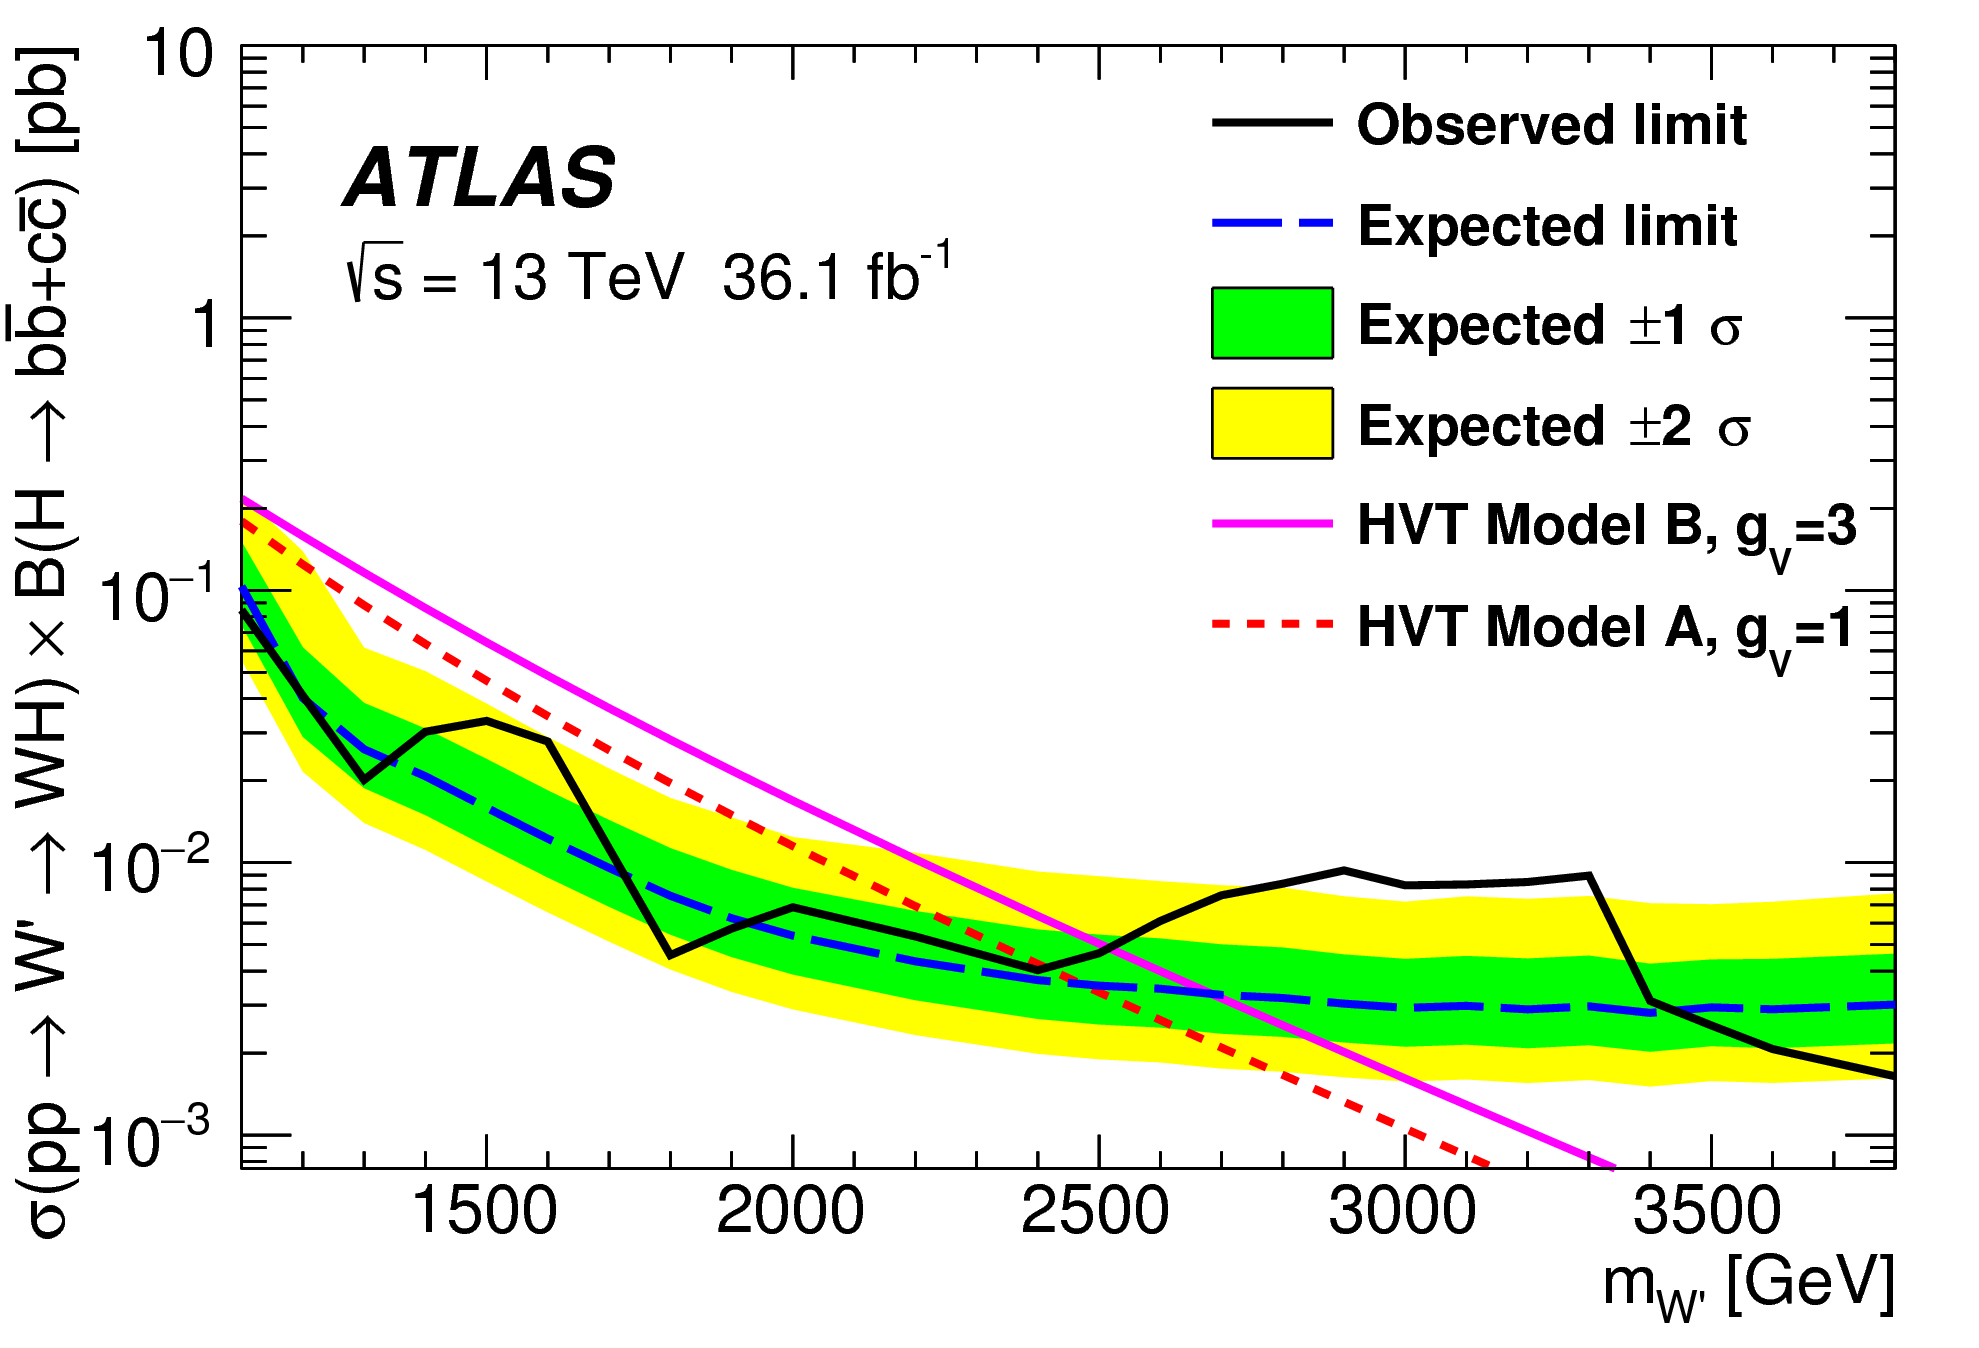 σ(pp → W' → WH) × B(H → bb̅+cc̅) [pb]
10
1
10⁻¹
10⁻²
10⁻³
ATLAS
√s = 13 TeV 36.1 fb⁻¹
Observed limit
Expected limit
Expected ±1 σ
Expected ±2 σ
HVT Model B, gᵥ=3
HVT Model A, gᵥ=1
1500 2000 2500 3000 3500
m_W' [GeV]